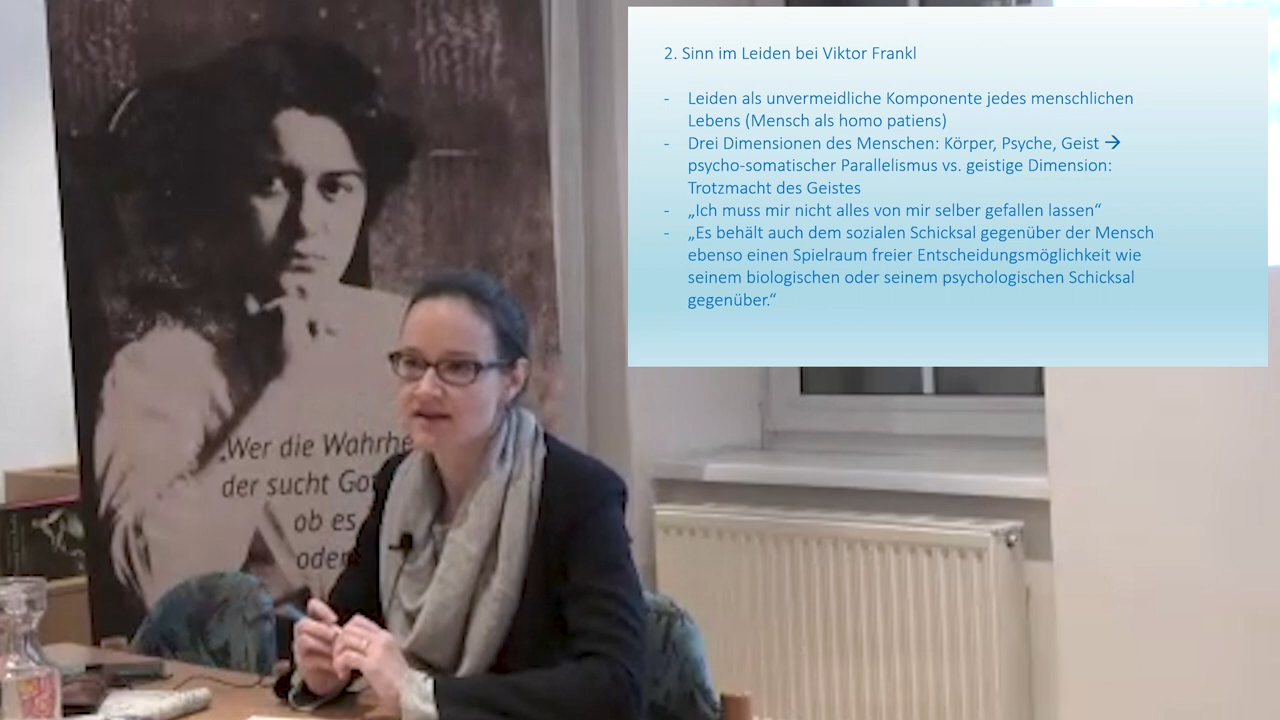 2. Sinn im Leiden bei Viktor Frankl
- Leiden als unvermeidliche Komponente jedes menschlichen
Lebens (Mensch als homo patiens)
- Drei Dimensionen des Menschen: Körper, Psyche, Geist →
psycho-somatischer Parallelismus vs. geistige Dimension:
Trotzmacht des Geistes
- „Ich muss mir nicht alles von mir selber gefallen lassen“
- „Es behält auch dem sozialen Schicksal gegenüber der Mensch
ebenso einen Spielraum freier Entscheidungsmöglichkeit wie
seinem biologischen oder seinem psychologischen Schicksal
gegenüber.“
„Wer die Wahrhe
der sucht Go
ob es
oder